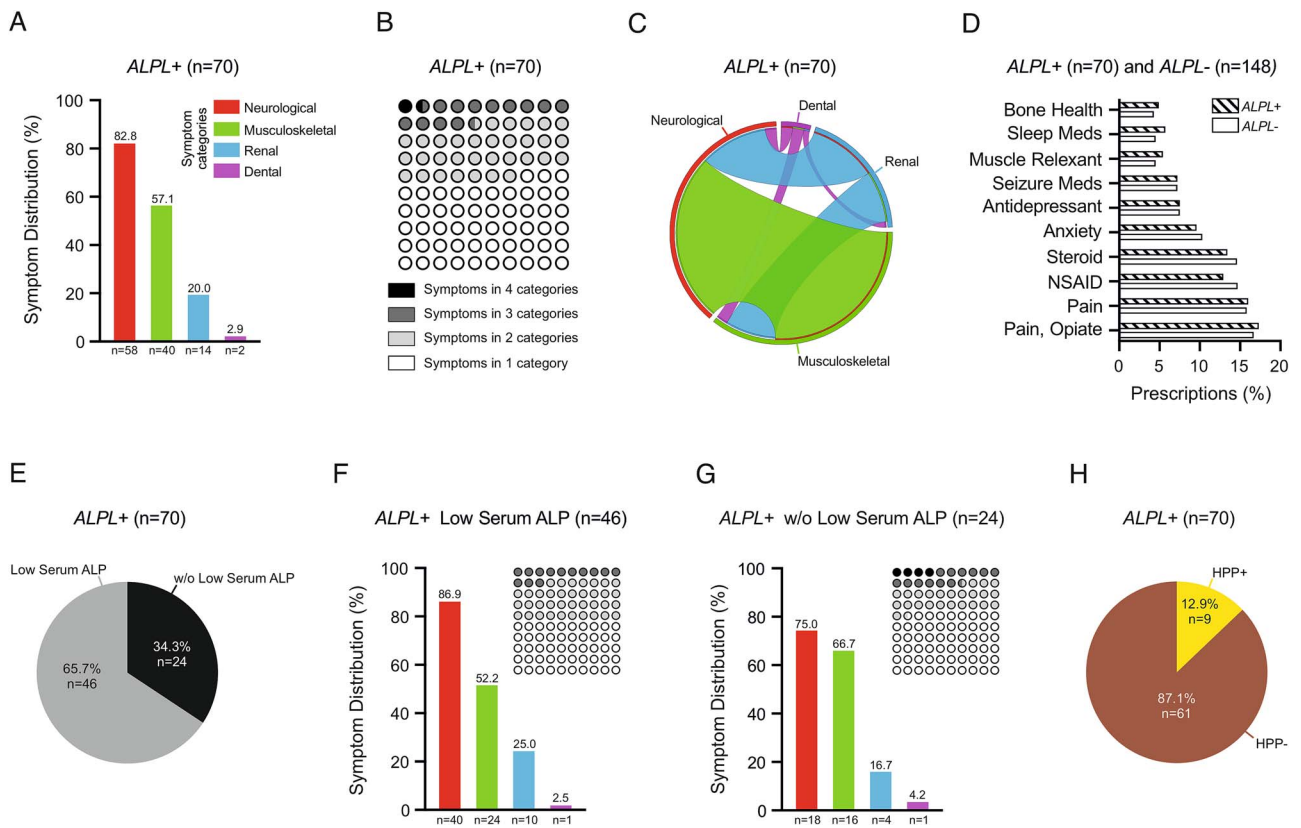 A
ALPL+ (n=70)
Symptom Distribution (%)
100
80
60
40
20
0
82.8
57.1
20.0
2.9
n=58
n=40
n=14
n=2
Symptom
categories
Neurological
Musculoskeletal
Renal
Dental
B
ALPL+ (n=70)
Symptoms in 4 categories
Symptoms in 3 categories
Symptoms in 2 categories
Symptoms in 1 category
C
ALPL+ (n=70)
Neurological
Dental
Renal
Musculoskeletal
D
ALPL+ (n=70) and ALPL- (n=148)
ALPL+
ALPL-
Bone Health
Sleep Meds
Muscle Relexant
Seizure Meds
Antidepressant
Anxiety
Steroid
NSAID
Pain
Pain, Opiate
0
5
10
15
20
Prescriptions (%)
E
ALPL+ (n=70)
Low Serum ALP
w/o Low Serum ALP
34.3%
n=24
65.7%
n=46
F
ALPL+ Low Serum ALP (n=46)
Symptom Distribution (%)
100
80
60
40
20
0
86.9
52.2
25.0
2.5
n=40
n=24
n=10
n=1
G
ALPL+ w/o Low Serum ALP (n=24)
Symptom Distribution (%)
100
80
60
40
20
0
75.0
66.7
16.7
4.2
n=18
n=16
n=4
n=1
H
ALPL+ (n=70)
HPP+
12.9%
n=9
87.1%
n=61
HPP-